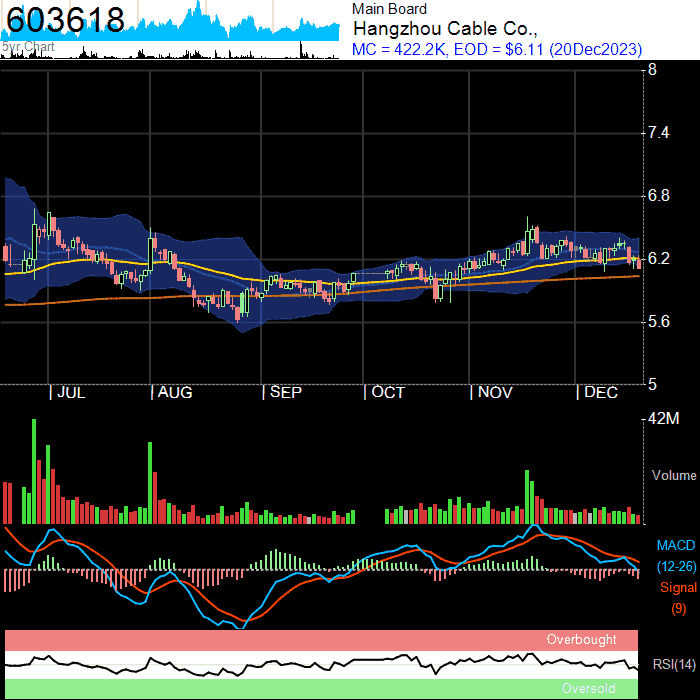 603618
5yr Chart
Main Board
Hangzhou Cable Co.,
MC = 422.2K, EOD = $6.11 (20Dec2023)
8
7.4
6.8
6.2
5.6
5
JUL AUG SEP OCT NOV DEC
42M
Volume
MACD
(12-26)
Signal
(9)
Overbought
RSI(14)
Oversold